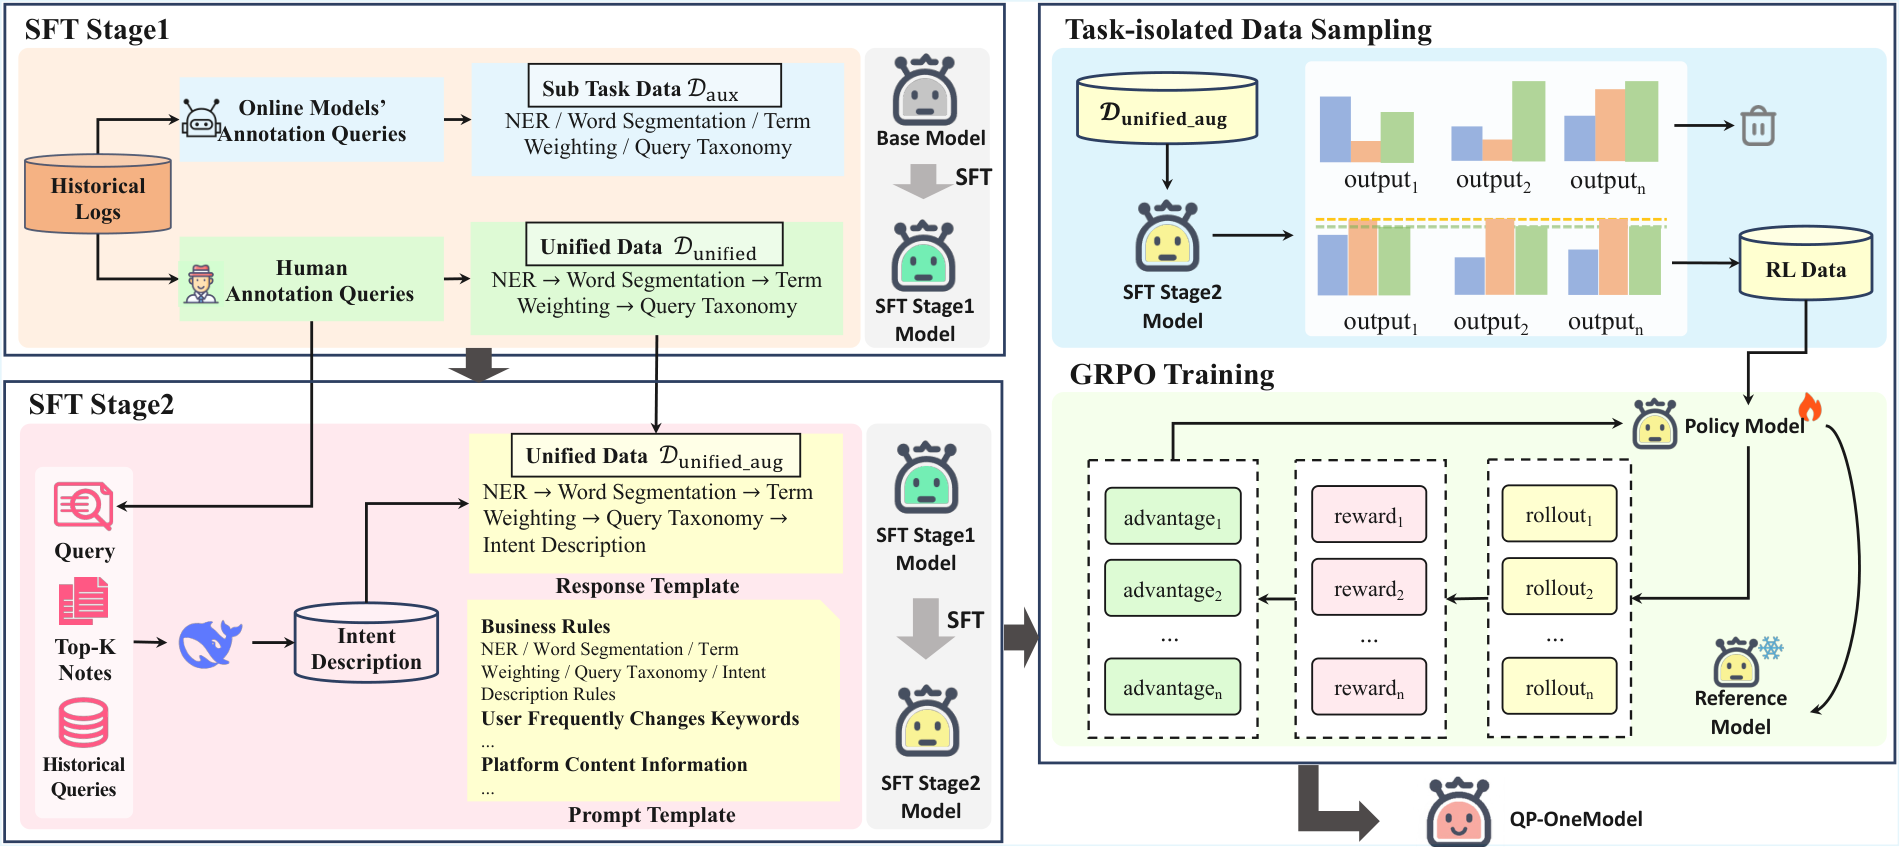 SFT Stage1
Online Models'
Annotation Queries
Sub Task Data 𝒟aux
NER / Word Segmentation / Term
Weighting / Query Taxonomy
Historical
Logs
Human
Annotation Queries
Unified Data 𝒟unified
NER → Word Segmentation → Term
Weighting → Query Taxonomy
Base Model
SFT
SFT Stage1
Model
SFT Stage2
Query
Top-K
Notes
Historical
Queries
Intent
Description
Unified Data 𝒟unified_aug
NER → Word Segmentation → Term
Weighting → Query Taxonomy →
Intent Description
Response Template
Business Rules
NER / Word Segmentation / Term
Weighting / Query Taxonomy / Intent
Description Rules
User Frequently Changes Keywords
...
Platform Content Information
...
Prompt Template
SFT Stage1
Model
SFT
SFT Stage2
Model
Task-isolated Data Sampling
𝒟unified_aug
SFT Stage2
Model
output1 output2 outputn
output1 output2 outputn
RL Data
GRPO Training
Policy Model
advantage1
advantage2
...
advantagen
reward1
reward2
...
rewardn
rollout1
rollout2
...
rolloutn
Reference
Model
QP-OneModel